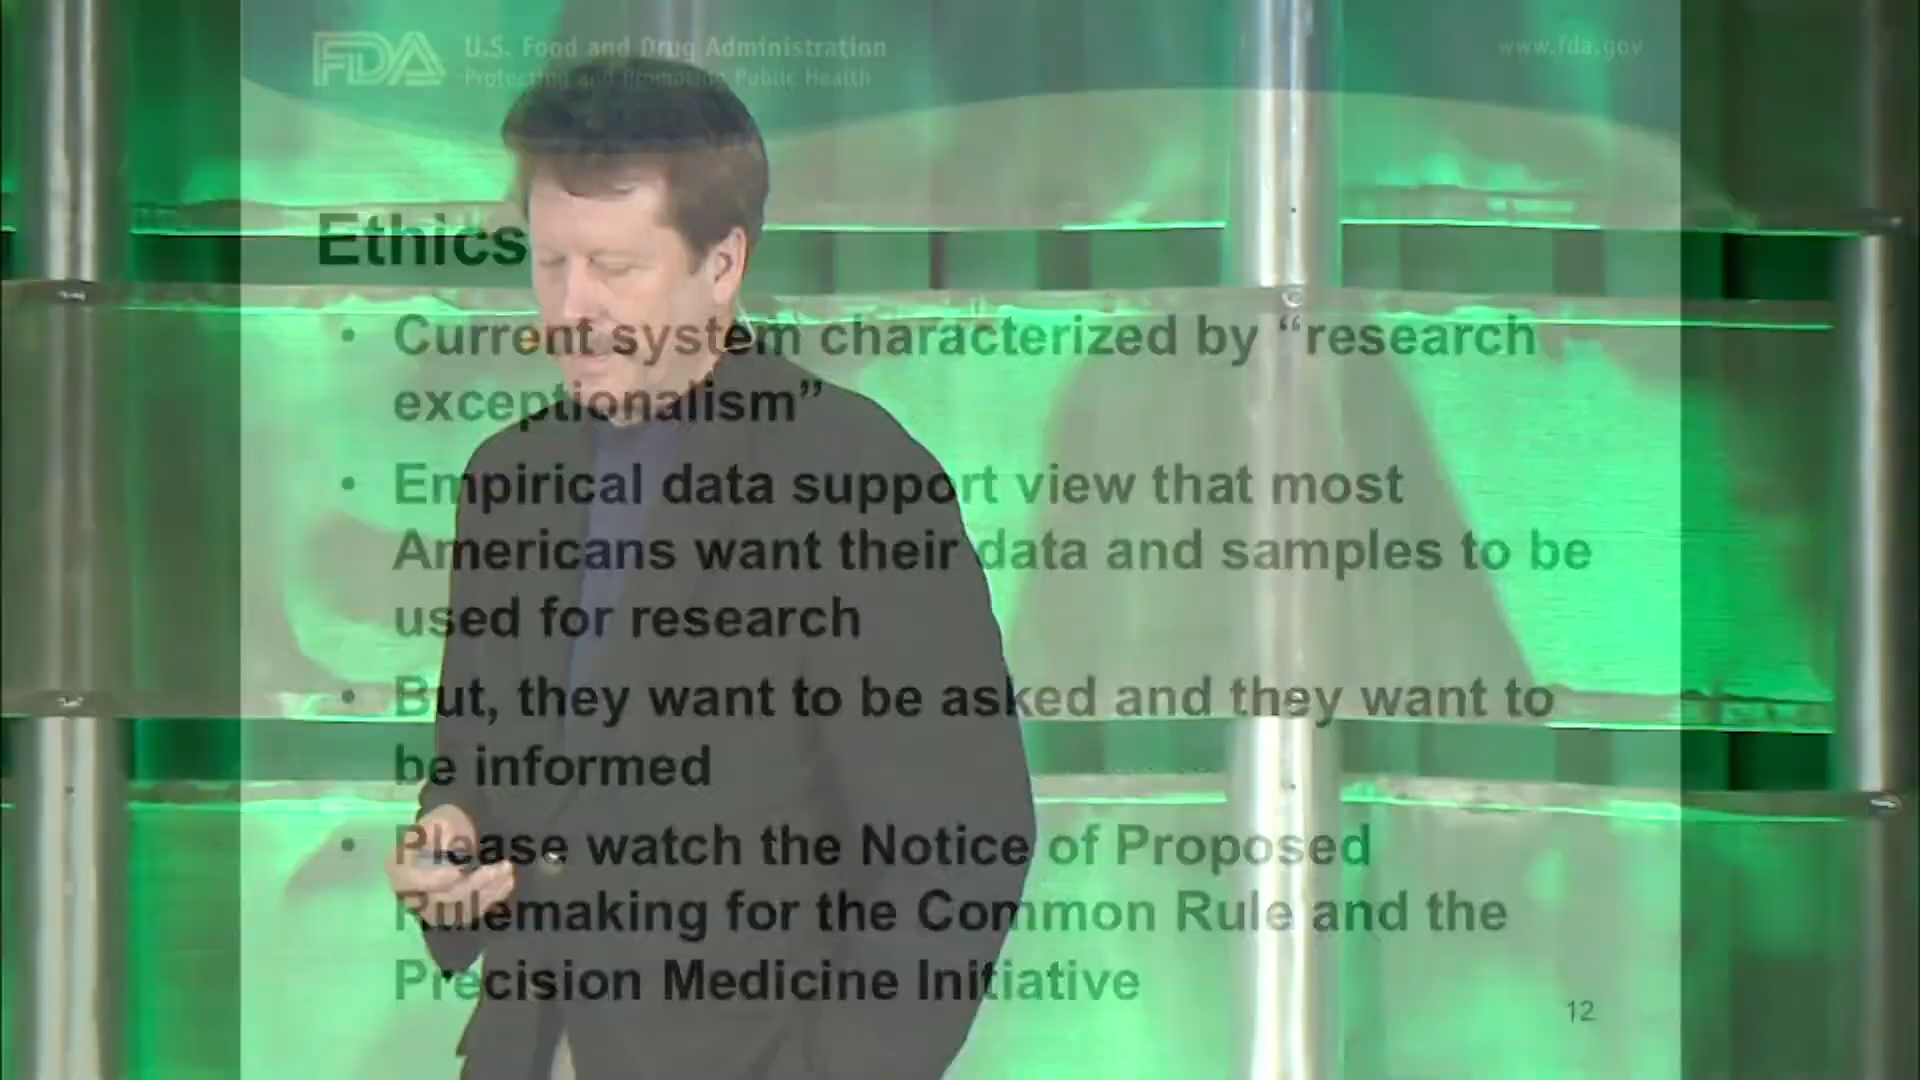 FDA U.S. Food and Drug Administration www.fda.gov
Protecting and Promoting Public Health
Ethics
• Current system characterized by “research
exceptionalism”
• Empirical data support view that most
Americans want their data and samples to be
used for research
• But, they want to be asked and they want to
be informed
• Please watch the Notice of Proposed
Rulemaking for the Common Rule and the
Precision Medicine Initiative
12